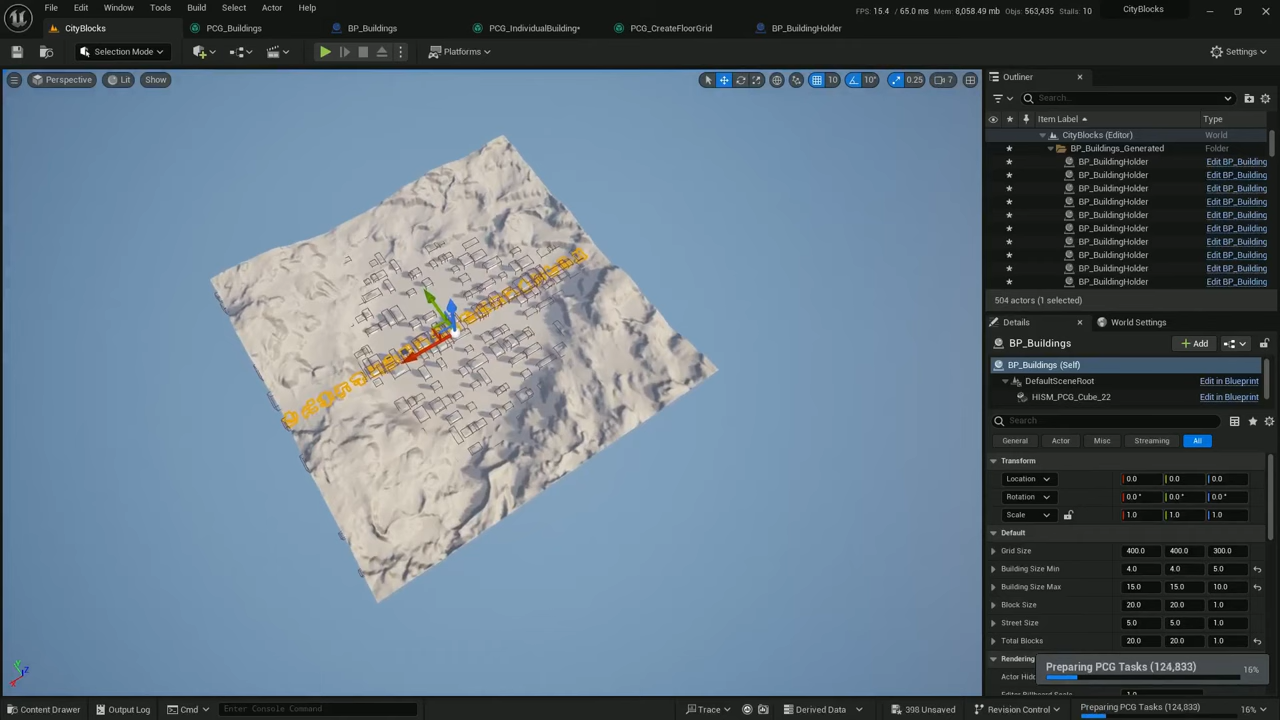 File Edit Window Tools Build Select Actor Help
FPS: 15.4 / 65.0 ms Mem: 8,058.49 mb Objs: 563,435 Stalls: 10
CityBlocks
CityBlocks PCG_Buildings BP_Buildings PCG_IndividualBuilding* PCG_CreateFloorGrid BP_BuildingHolder
Selection Mode Platforms Settings
Perspective Lit Show 10 10° 0.25 7
Outliner
Search...
Item Label Type
CityBlocks (Editor) World
BP_Buildings_Generated Folder
BP_BuildingHolder Edit BP_Building
BP_BuildingHolder Edit BP_Building
BP_BuildingHolder Edit BP_Building
BP_BuildingHolder Edit BP_Building
BP_BuildingHolder Edit BP_Building
BP_BuildingHolder Edit BP_Building
BP_BuildingHolder Edit BP_Building
BP_BuildingHolder Edit BP_Building
BP_BuildingHolder Edit BP_Building
BP_BuildingHolder Edit BP_Building
504 actors (1 selected)
Details World Settings
BP_Buildings Add
BP_Buildings (Self)
DefaultSceneRoot Edit in Blueprint
HISM_PCG_Cube_22 Edit in Blueprint
Search
General Actor Misc Streaming All
Transform
Location 0.0 0.0 0.0
Rotation 0.0° 0.0° 0.0°
Scale 1.0 1.0 1.0
Default
Grid Size 400.0 400.0 300.0
Building Size Min 4.0 4.0 5.0
Building Size Max 15.0 15.0 10.0
Block Size 20.0 20.0 1.0
Street Size 5.0 5.0 1.0
Total Blocks 20.0 20.0 1.0
Rendering
Preparing PCG Tasks (124,833) 16%
Actor Hid
Content Drawer Output Log Cmd Enter Console Command Trace Derived Data 398 Unsaved Revision Control
Preparing PCG Tasks (124,833) 16%